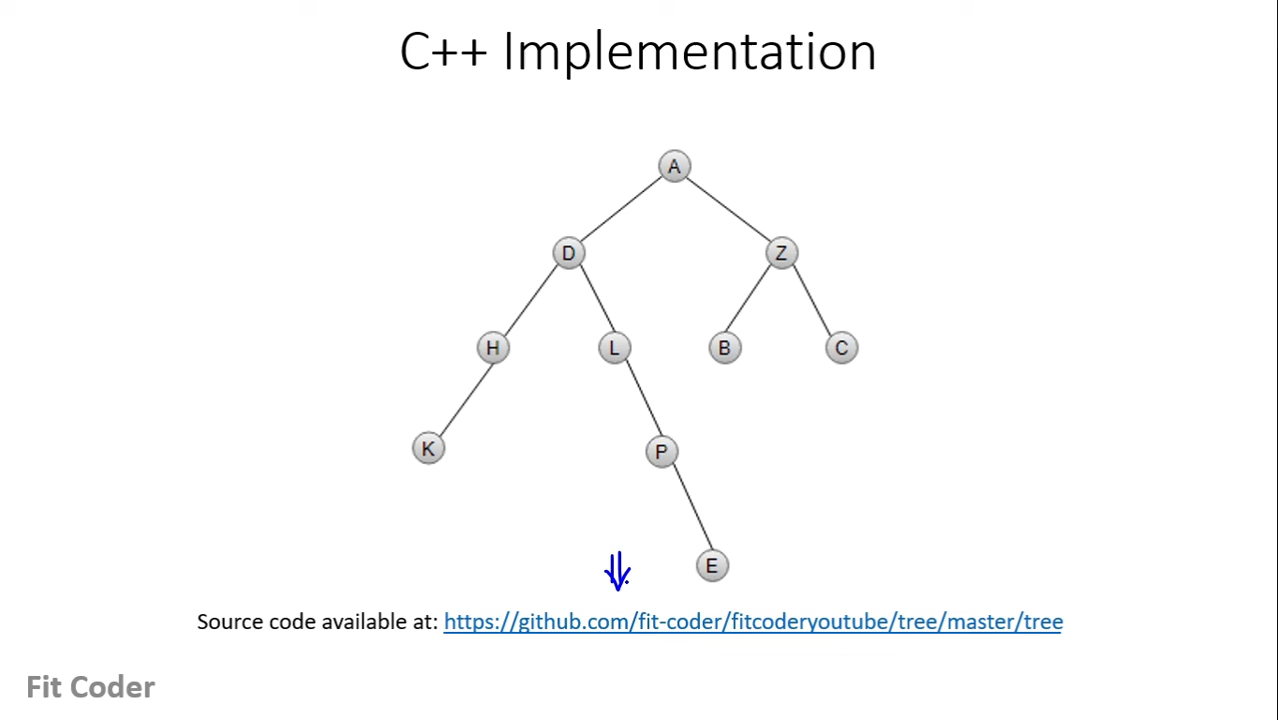 C++ Implementation
A
D Z
H L B C
K P
E
Source code available at: https://github.com/fit-coder/fitcoderyoutube/tree/master/tree
Fit Coder